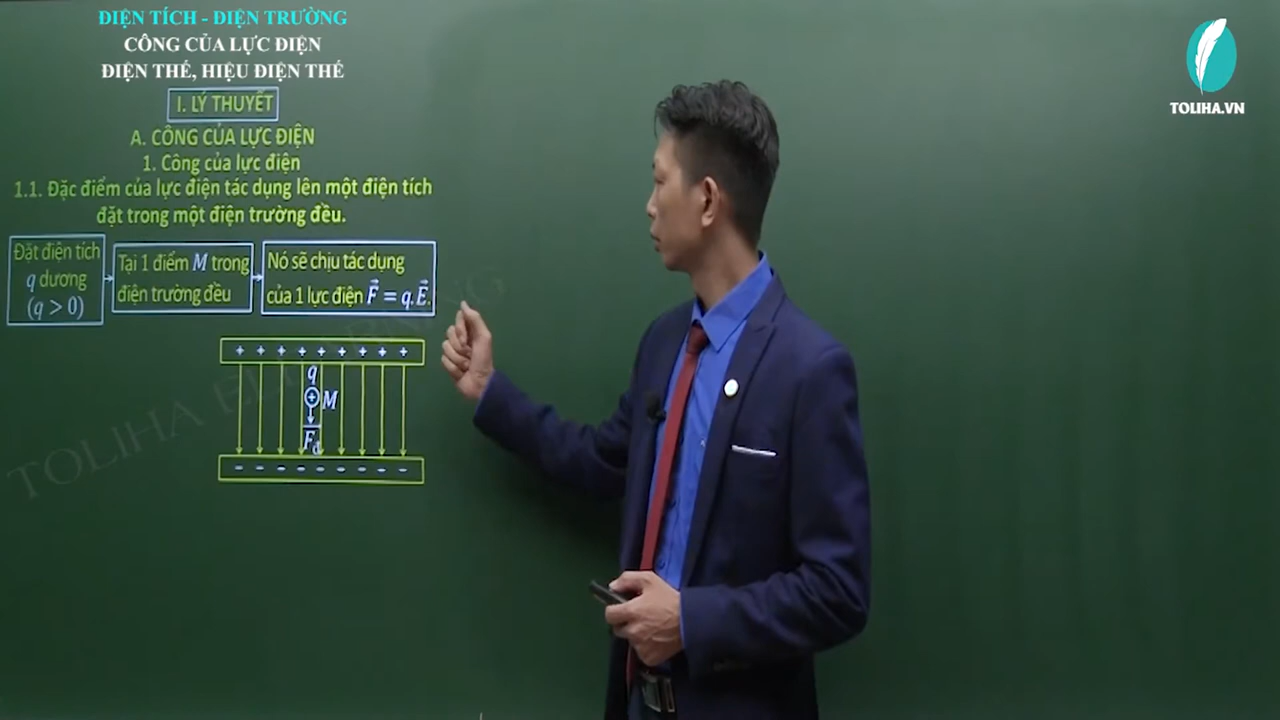 ĐIỆN TÍCH - ĐIỆN TRƯỜNG
CÔNG CỦA LỰC ĐIỆN
ĐIỆN THẾ, HIỆU ĐIỆN THẾ
I. LÝ THUYẾT
A. CÔNG CỦA LỰC ĐIỆN
1. Công của lực điện
1.1. Đặc điểm của lực điện tác dụng lên một điện tích
đặt trong một điện trường đều.
Đặt điện tích
q dương
(q > 0)
Tại 1 điểm M trong
điện trường đều
Nó sẽ chịu tác dụng
của 1 lực điện F⃗ = q.E⃗.
+ + + + + + + + +
q
+ M
F⃗đ
- - - - - - - - -
TOLIHA.VN
TOLIHA ELEARNING